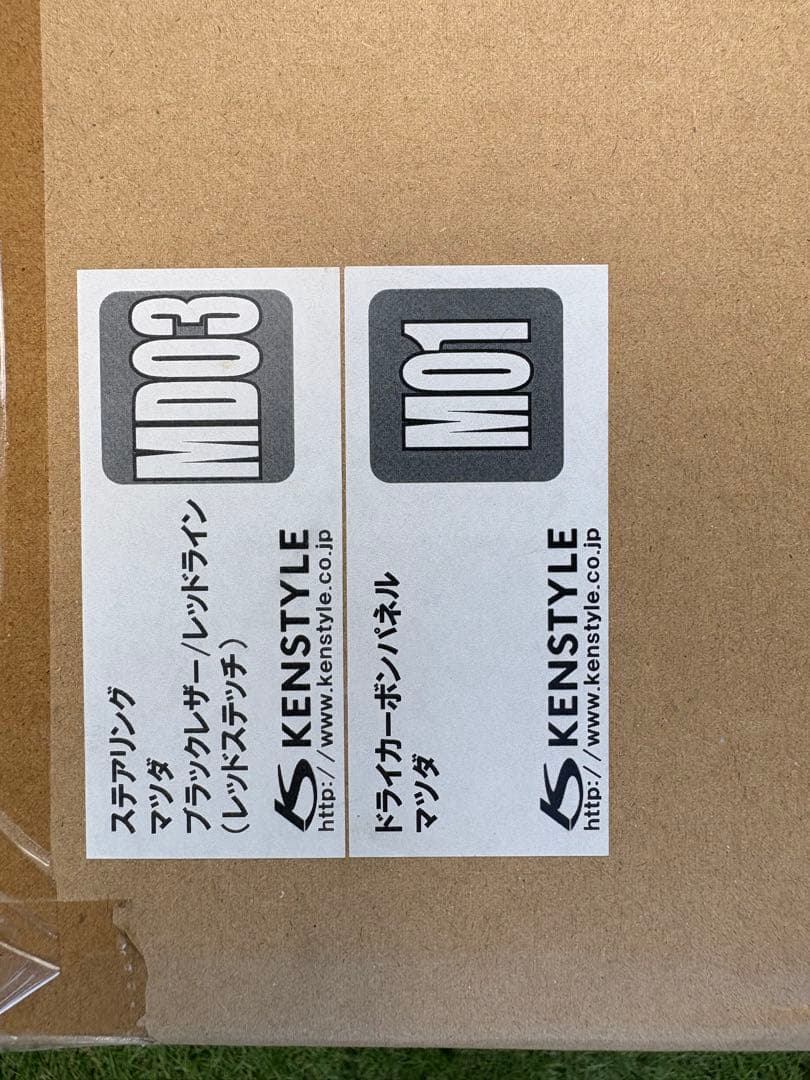 ステアリング
マツダ
ブラックレザー/レッドライン
(レッドステッチ)
MD03
KENSTYLE
http://www.kenstyle.co.jp
ドライカーボンパネル
マツダ
M01
KENSTYLE
http://www.kenstyle.co.jp